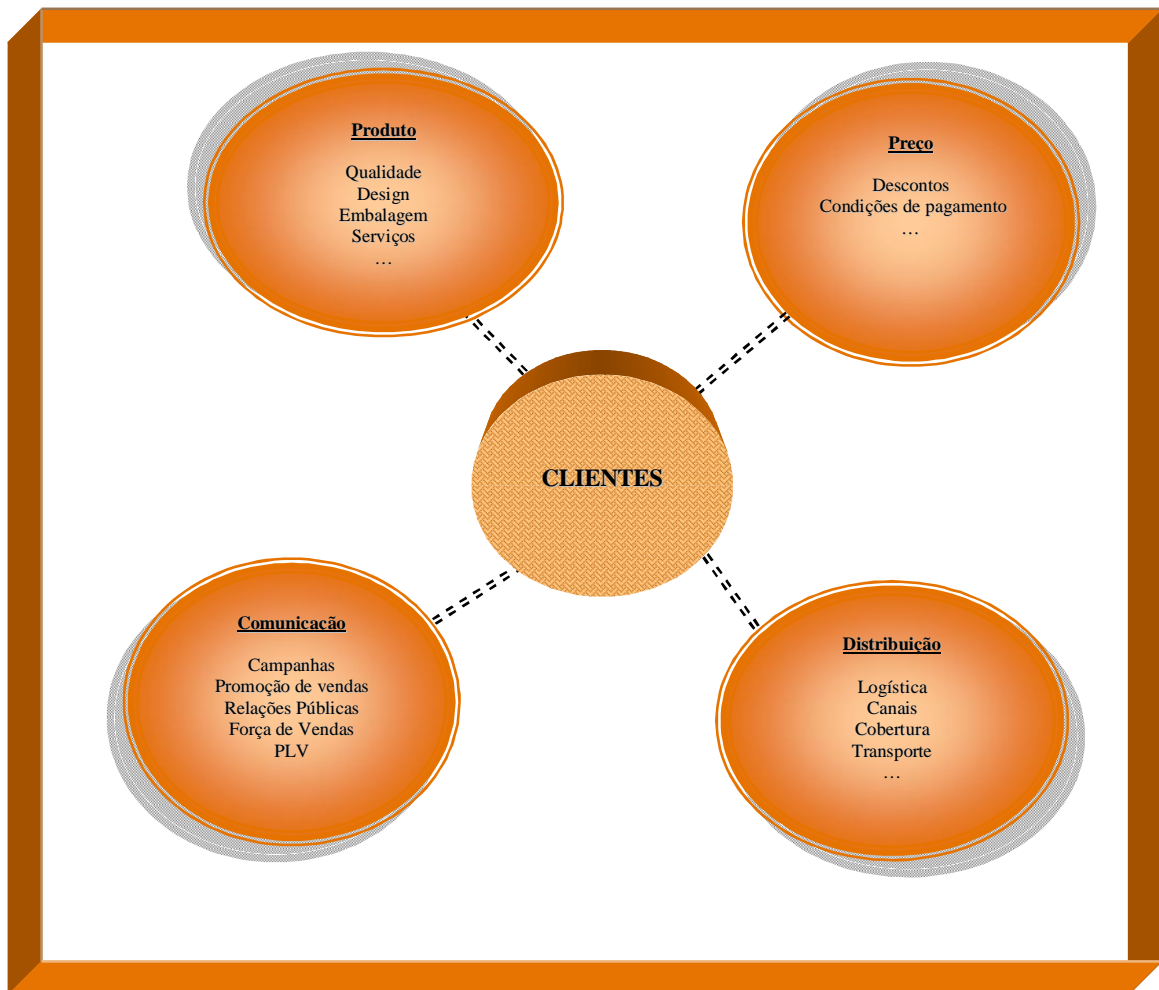 Produto
Qualidade
Design
Embalagem
Serviços
…
Preço
Descontos
Condições de pagamento
…
CLIENTES
Comunicação
Campanhas
Promoção de vendas
Relações Públicas
Força de Vendas
PLV
Distribuição
Logística
Canais
Cobertura
Transporte
…